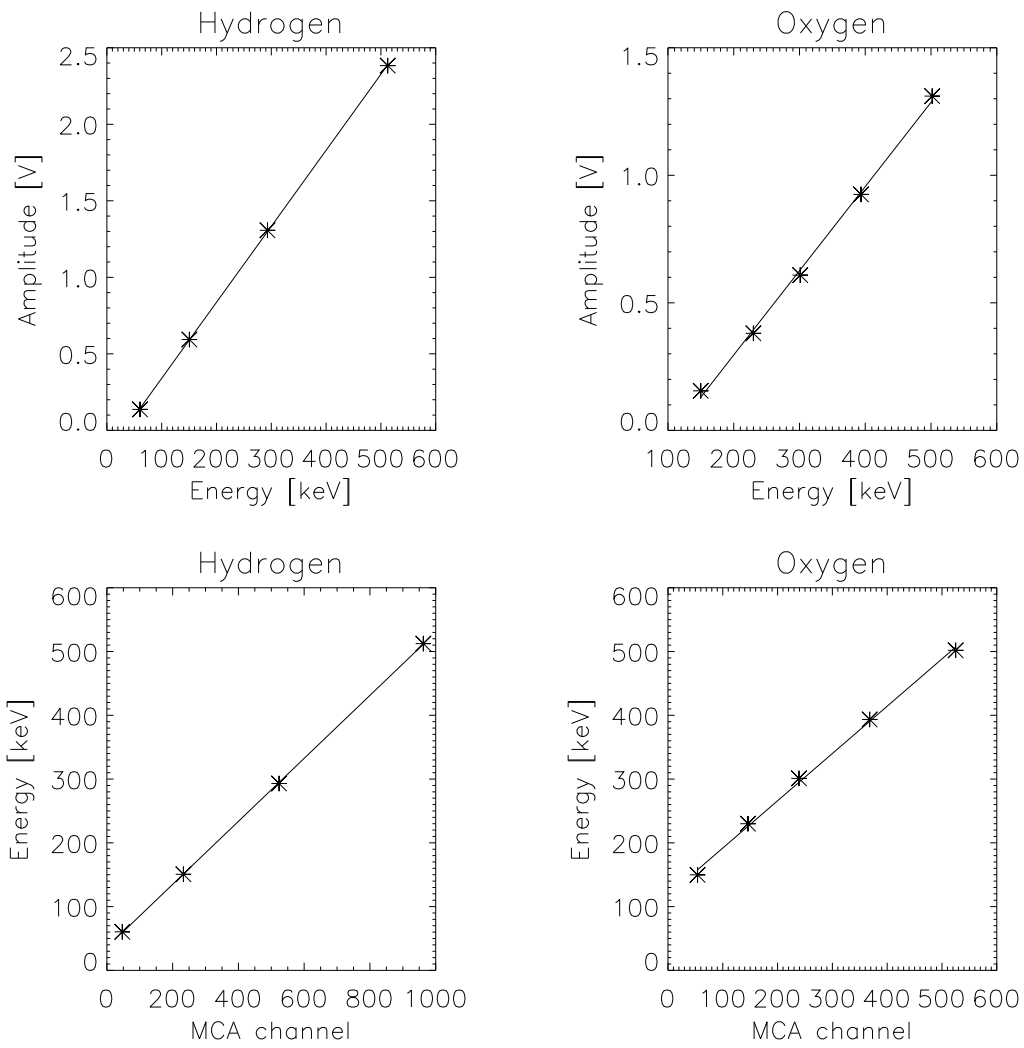 Hydrogen
Oxygen
2.5
2.0
1.5
1.0
0.5
0.0
Amplitude [V]
0 100 200 300 400 500 600
Energy [keV]
1.5
1.0
0.5
0.0
Amplitude [V]
100 200 300 400 500 600
Energy [keV]
Hydrogen
Oxygen
600
500
400
300
200
100
0
Energy [keV]
0 200 400 600 800 1000
MCA channel
600
500
400
300
200
100
0
Energy [keV]
0 100 200 300 400 500 600
MCA channel